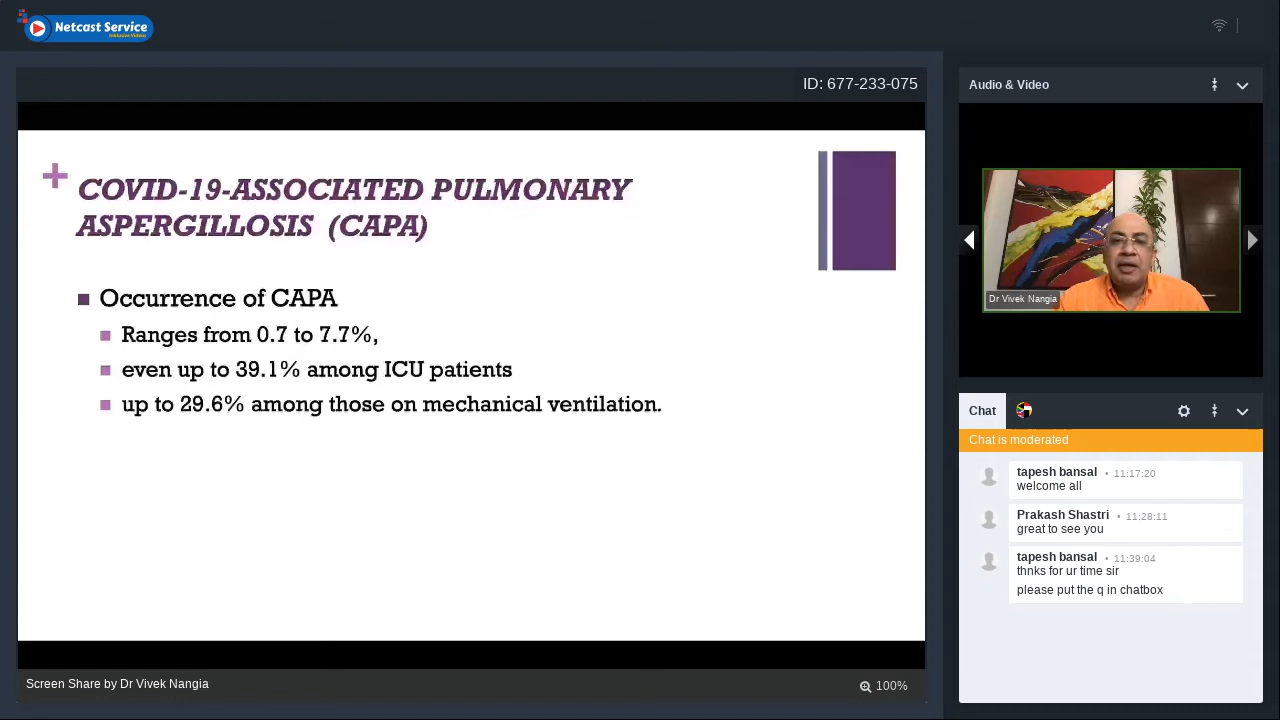 Netcast Service
ID: 677-233-075
+ COVID-19-ASSOCIATED PULMONARY
ASPERGILLOSIS (CAPA)
Occurrence of CAPA
Ranges from 0.7 to 7.7%,
even up to 39.1% among ICU patients
up to 29.6% among those on mechanical ventilation.
Screen Share by Dr Vivek Nangia
100%
Audio & Video
Dr Vivek Nangia
Chat
Chat is moderated
tapesh bansal • 11:17:20
welcome all
Prakash Shastri • 11:28:11
great to see you
tapesh bansal • 11:39:04
thnks for ur time sir
please put the q in chatbox